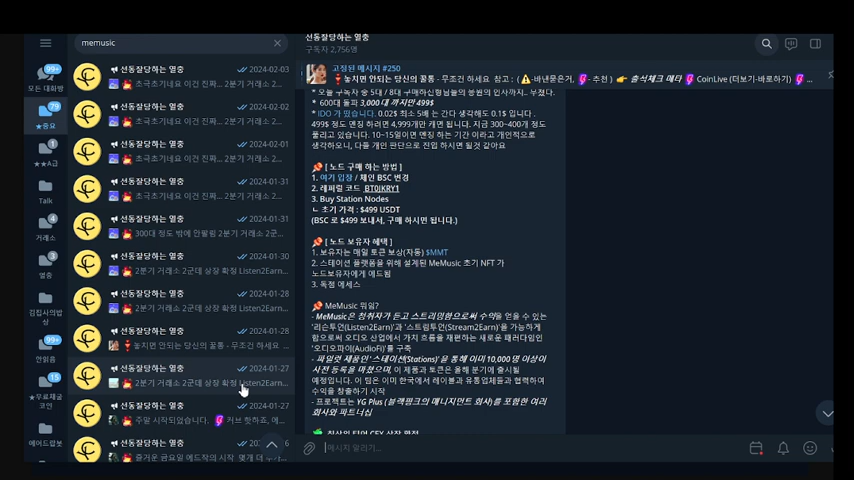 memusic
99+
모든 대화방
79
★중요
1
★★A급
Talk
4
거래소
3
열중
김찝사의밥상
99+
안읽음
15
★무료채굴코인
에어드랍보
선동잘당하는 열중
2024-02-03
초극초기네요 이건 진짜... 2분기 거래소 2...
선동잘당하는 열중
2024-02-02
초극초기네요 이건 진짜... 2분기 거래소 2...
선동잘당하는 열중
2024-02-01
초극초기네요 이건 진짜... 2분기 거래소 2...
선동잘당하는 열중
2024-01-31
초극초기네요 이건 진짜... 2분기 거래소 2...
선동잘당하는 열중
2024-01-31
300대 정도 밖에 안팔림 2분기 거래소 2군...
선동잘당하는 열중
2024-01-30
2분기 거래소 2군데 상장 확정 Listen2Earn...
선동잘당하는 열중
2024-01-28
2분기 거래소 2군데 상장 확정 Listen2Earn...
선동잘당하는 열중
2024-01-28
놓치면 안되는 당신의 꿀통 - 무조건 하세요
선동잘당하는 열중
2024-01-27
2분기 거래소 2군데 상장 확정 Listen2Earn...
선동잘당하는 열중
2024-01-27
주말 시작되었습니다. 커브 핫하죠, 에...
선동잘당하는 열중
즐거운 금요일 에드작의 시작 몇개 더
선동잘당하는 열중
구독자 2,756명
고정된 메시지 #250
놓치면 안되는 당신의 꿀통 - 무조건 하세요 참고 : ( -바낸묻은거, - 추천 ) 출석체크 메타 CoinLive (더보기-바로하기) ...
* 오늘 구독자 중 5대 / 8대 구매하신형님들의 응원의 인사까지.. 무쳤다.
* 600대 돌파 3,000대 까지만 499$
* IDO 가 떴습니다. 0.02$ 최소 5배 는 간다 생각해도 0.1$ 입니다 ,
499$ 정도 맨징 하려면 4,999개만 캐면 됩니다. 지금 300~400개 정도
풀리고 있습니다. 10~15일이면 맨징 하는 기간 이라고 개인적으로
생각하오니, 다들 개인 판단으로 진입 하시면 될것 같아요
[ 노드 구매 하는 방법 ]
1. 여기 입장 / 체인 BSC 변경
2. 레퍼럴 코드 BT0JKRY1
3. Buy Station Nodes
ㄴ 초기 가격 : $499 USDT
(BSC 로 $499 보내서, 구매 하시면 됩니다.)
[ 노드 보유자 혜택 ]
1. 보유자는 매일 토큰 보상(자동) $MMT
2. 스테이션 플랫폼을 위해 설계된 MeMusic 초기 NFT 가
노드보유자에게 에드됨
3. 독점 에세스
MeMusic 뭐임?
- MeMusic은 청취자가 듣고 스트리밍함으로써 수익을 얻을 수 있는
'리슨투언(Listen2Earn)'과 '스트림투언(Stream2Earn)'을 가능하게
함으로써 오디오 산업에서 가치 흐름을 재편하는 새로운 패러다임인
'오디오파이(AudioFi)'를 구축
- 파일럿 제품인 '스테이션(Stations)' 을 통해 이미 10,000명 이상이
사전 등록을 마쳤으며, 이 제품과 토큰은 올해 분기에 출시될
예정입니다. 이 팀은 이미 한국에서 레이블과 유통업체들과 협력하여
수익을 창출하기 시작
- 프로젝트는 YG Plus (블랙핑크의 매니지먼트 회사)를 포함한 여러
회사와 파트너십
메시지 알리기...